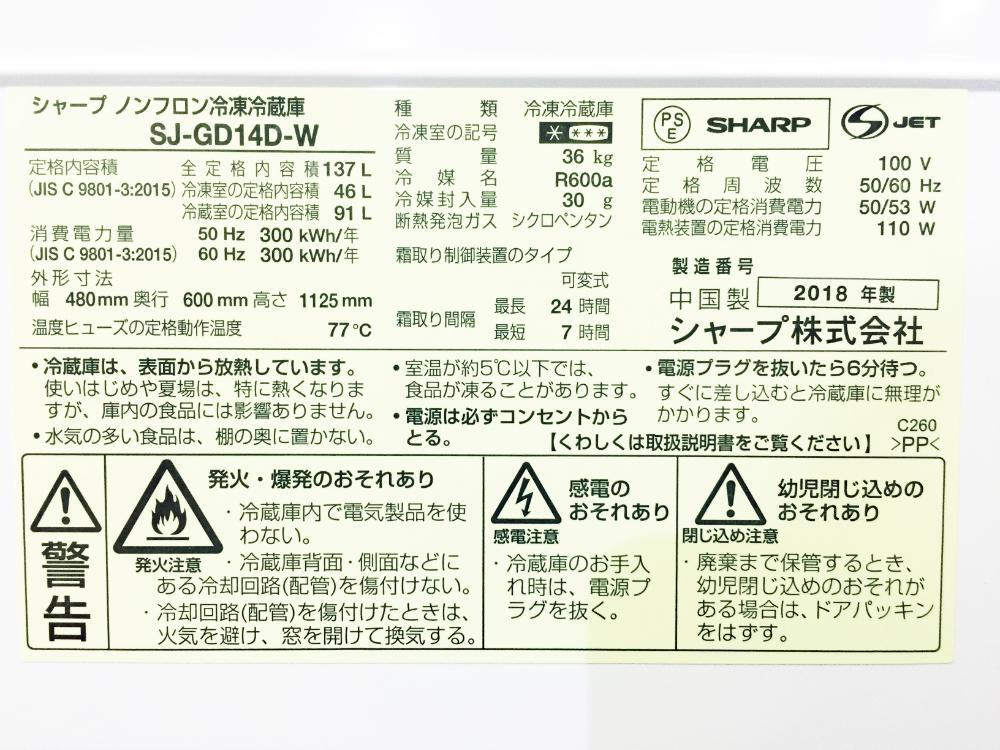 シャープ ノンフロン冷凍冷蔵庫
SJ-GD14D-W
定格内容積 全定格内容積 137 L
(JIS C 9801-3:2015) 冷凍室の定格内容積 46 L
冷蔵室の定格内容積 91 L
消費電力量 50 Hz 300 kWh/年
(JIS C 9801-3:2015) 60 Hz 300 kWh/年
外形寸法
幅 480mm 奥行 600mm 高さ 1125mm
温度ヒューズの定格動作温度 77℃
種類 冷凍冷蔵庫
冷凍室の記号 * ***
質量 36 kg
冷媒名 R600a
冷媒封入量 30 g
断熱発泡ガス シクロペンタン
霜取り制御装置のタイプ
可変式
霜取り間隔 最長 24 時間
最短 7 時間
PSE SHARP S JET
定格電圧 100 V
定格周波数 50/60 Hz
電動機の定格消費電力 50/53 W
電熱装置の定格消費電力 110 W
製造番号
中国製 2018 年製
シャープ株式会社
・冷蔵庫は、表面から放熱しています。
使いはじめや夏場は、特に熱くなりま
すが、庫内の食品には影響ありません。
・水気の多い食品は、棚の奥に置かない。
・室温が約5℃以下では、
食品が凍ることがあります。
・電源は必ずコンセントから
とる。
・電源プラグを抜いたら6分待つ。
すぐに差し込むと冷蔵庫に無理が
かかります。
C260
【くわしくは取扱説明書をご覧ください】 >PP<
警告
発火・爆発のおそれあり
発火注意
・冷蔵庫内で電気製品を使
わない。
・冷蔵庫背面・側面などに
ある冷却回路(配管)を傷付けない。
・冷却回路(配管)を傷付けたときは、
火気を避け、窓を開けて換気する。
感電の
おそれあり
感電注意
・冷蔵庫のお手入
れ時は、電源プ
ラグを抜く。
幼児閉じ込めの
おそれあり
閉じ込め注意
・廃棄まで保管するとき、
幼児閉じ込めのおそれが
ある場合は、ドアパッキン
をはずす。